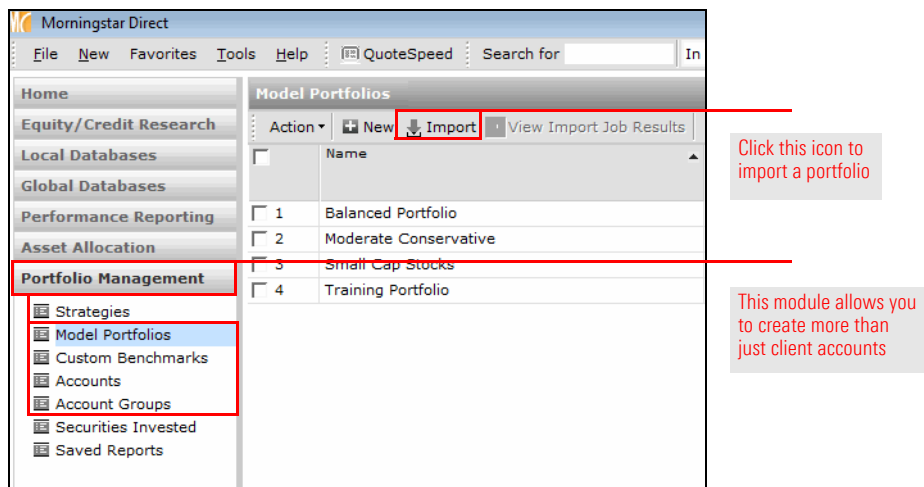 Morningstar Direct
File New Favorites Tools Help QuoteSpeed Search for In
Home
Equity/Credit Research
Local Databases
Global Databases
Performance Reporting
Asset Allocation
Portfolio Management
Strategies
Model Portfolios
Custom Benchmarks
Accounts
Account Groups
Securities Invested
Saved Reports
Model Portfolios
Action New Import View Import Job Results
Name
1 Balanced Portfolio
2 Moderate Conservative
3 Small Cap Stocks
4 Training Portfolio
Click this icon to
import a portfolio
This module allows you
to create more than
just client accounts